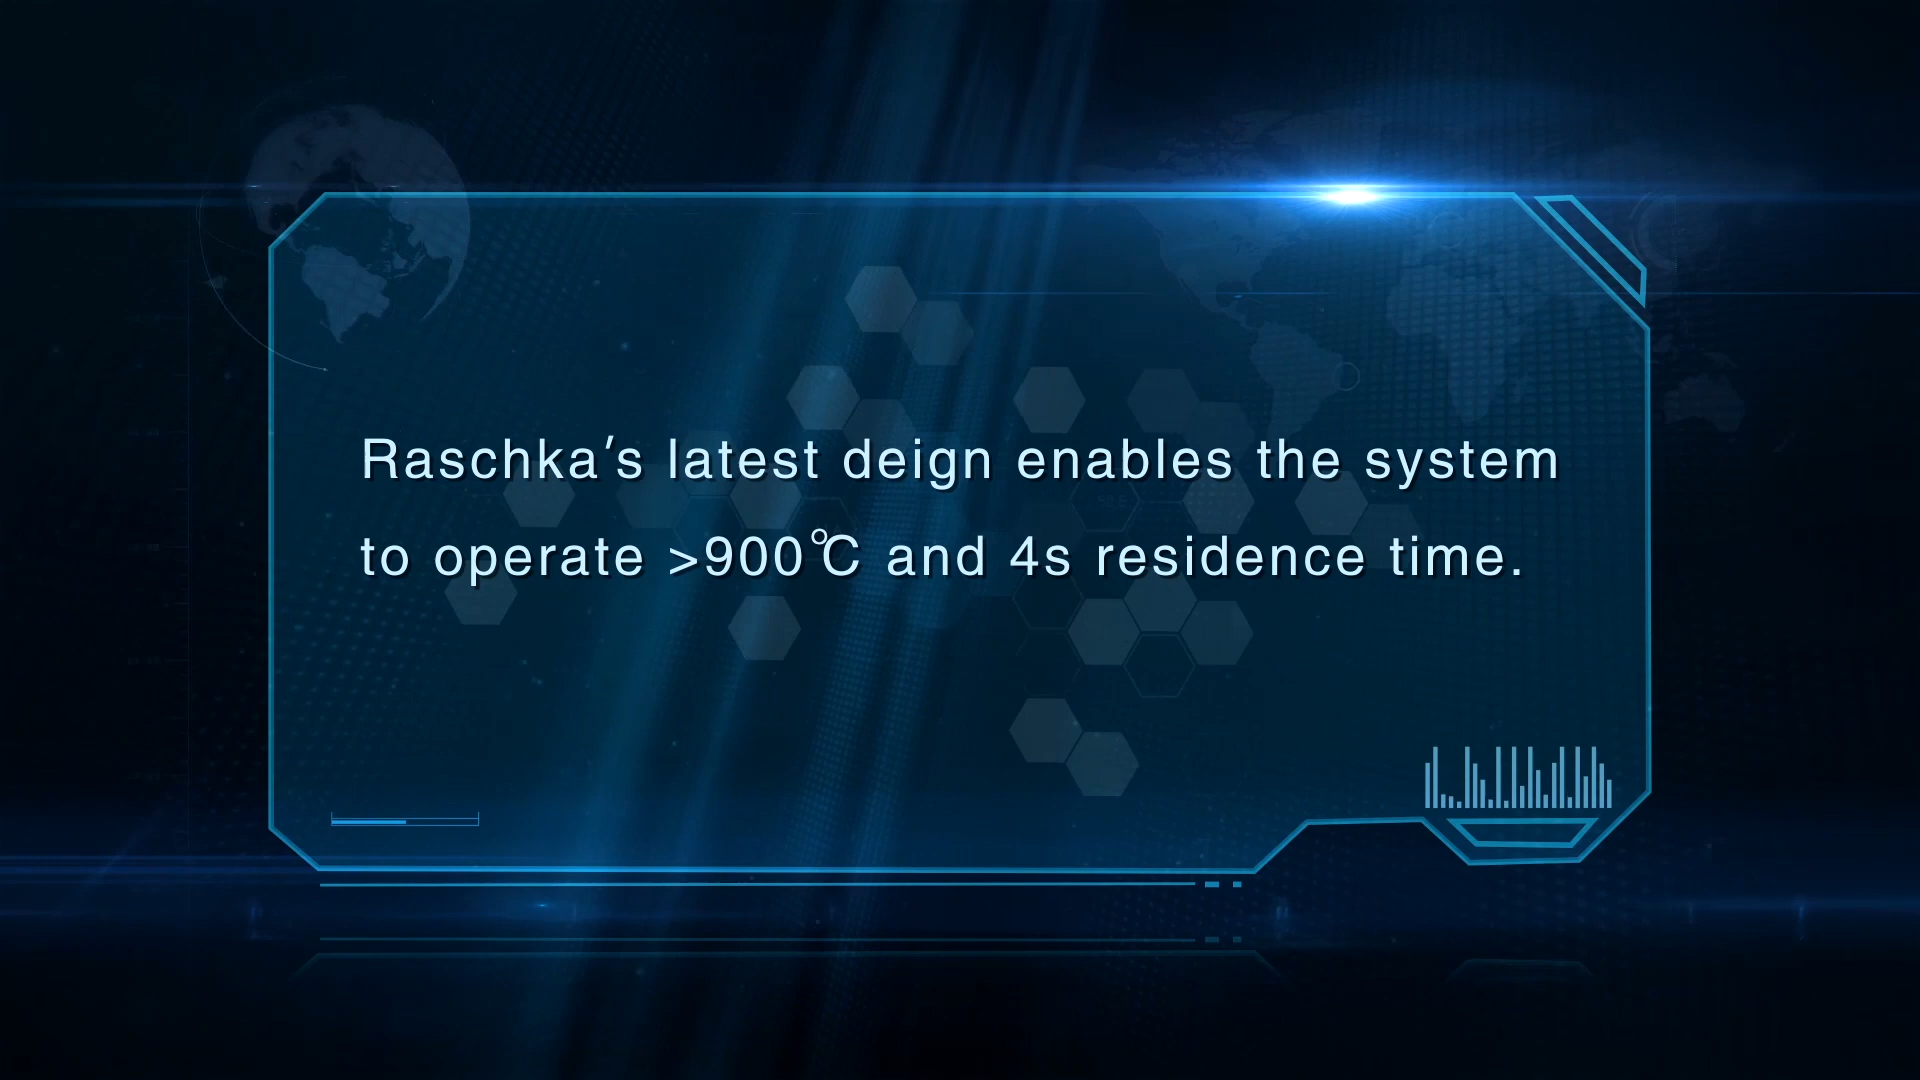 Raschka′s latest deign enables the system
to operate >900℃ and 4s residence time.